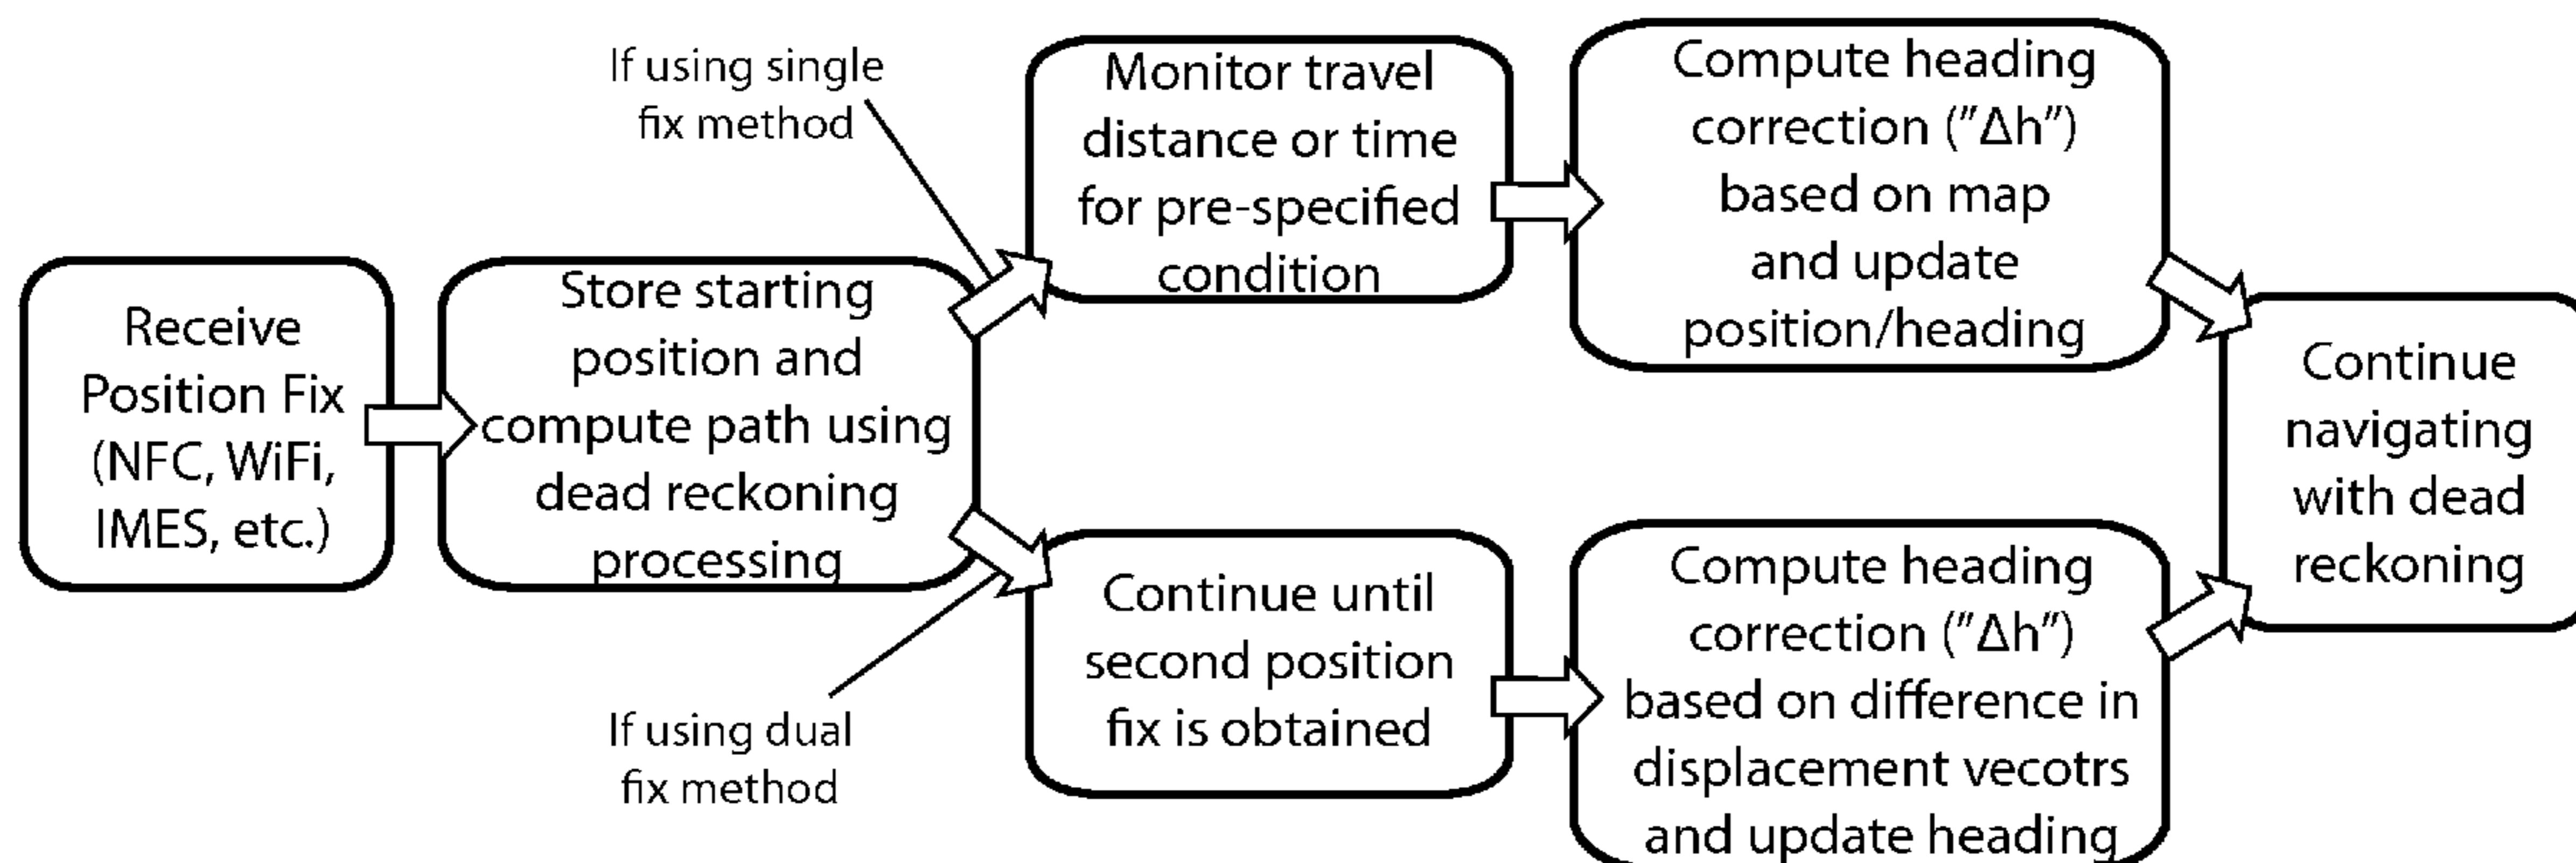 Receive
Position Fix
(NFC, WiFi,
IMES, etc.)
Store starting
position and
compute path using
dead reckoning
processing
If using single
fix method
Monitor travel
distance or time
for pre-specified
condition
Compute heading
correction ("Δh")
based on map
and update
position/heading
If using dual
fix method
Continue until
second position
fix is obtained
Compute heading
correction ("Δh")
based on difference in
displacement vecotrs
and update heading
Continue
navigating
with dead
reckoning